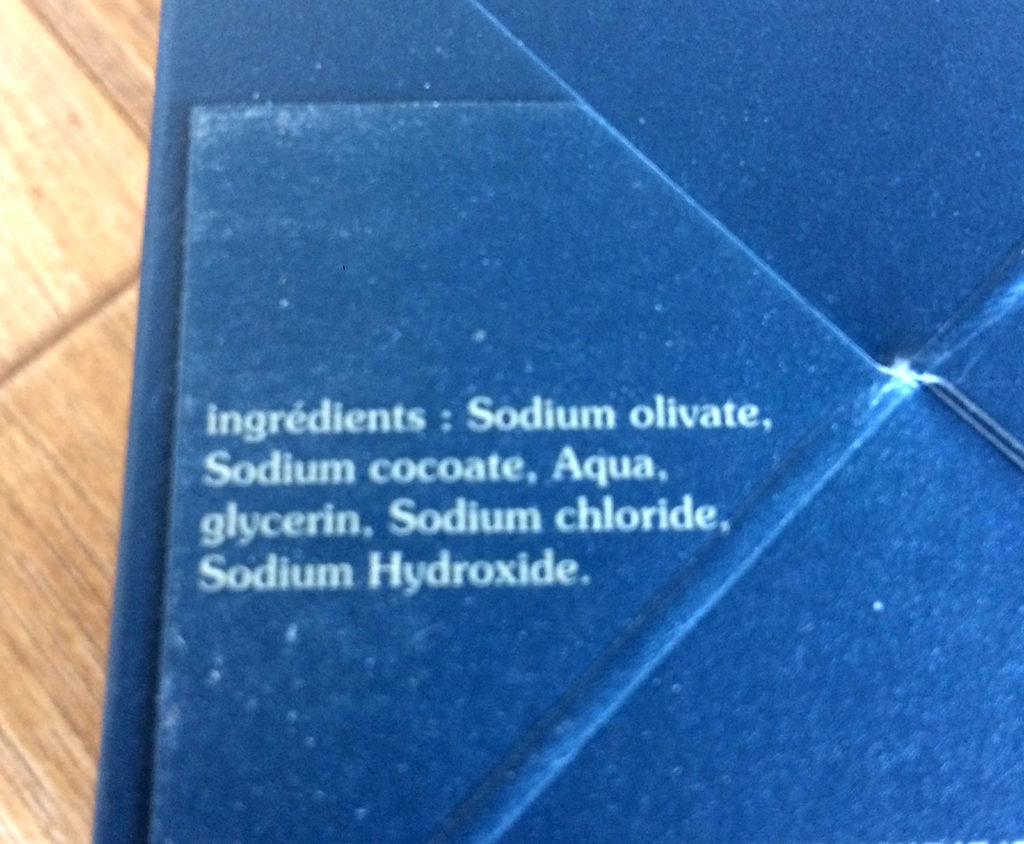 ingrédients : Sodium olivate,
Sodium cocoate, Aqua,
glycerin, Sodium chloride,
Sodium Hydroxide.